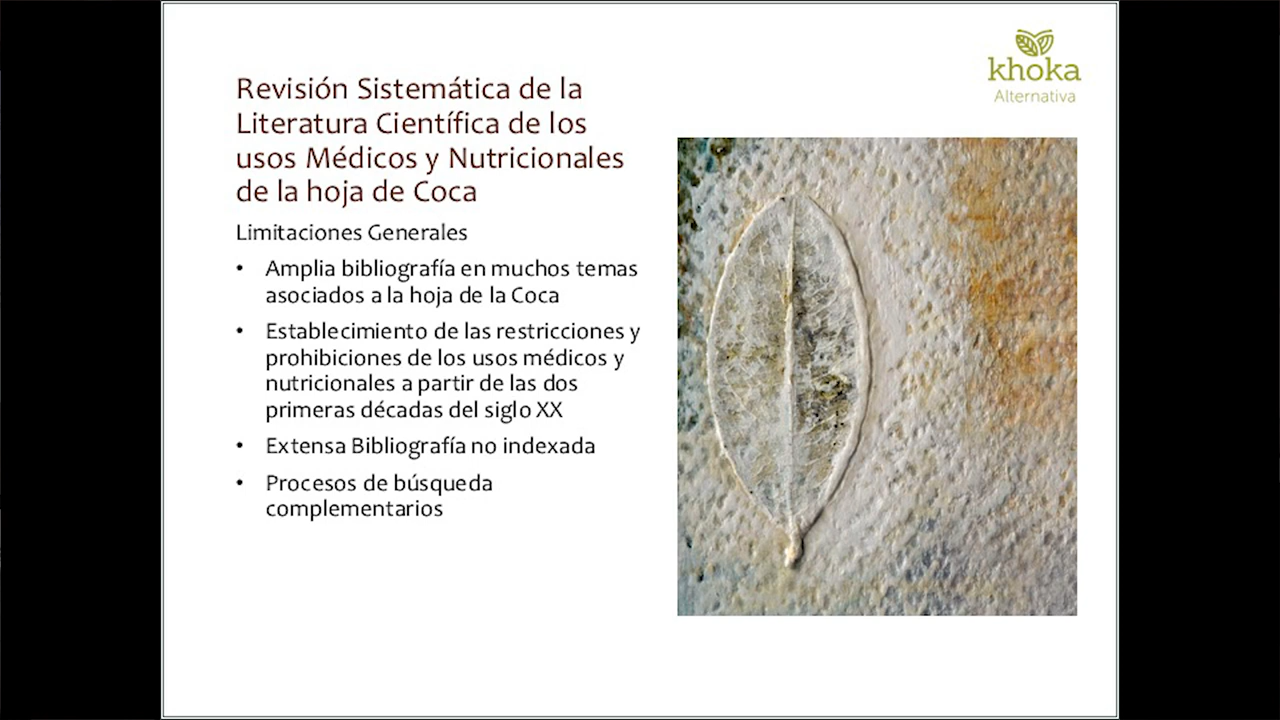 khoka
Alternativa
Revisión Sistemática de la
Literatura Científica de los
usos Médicos y Nutricionales
de la hoja de Coca
Limitaciones Generales
• Amplia bibliografía en muchos temas
asociados a la hoja de la Coca
• Establecimiento de las restricciones y
prohibiciones de los usos médicos y
nutricionales a partir de las dos
primeras décadas del siglo XX
• Extensa Bibliografía no indexada
• Procesos de búsqueda
complementarios